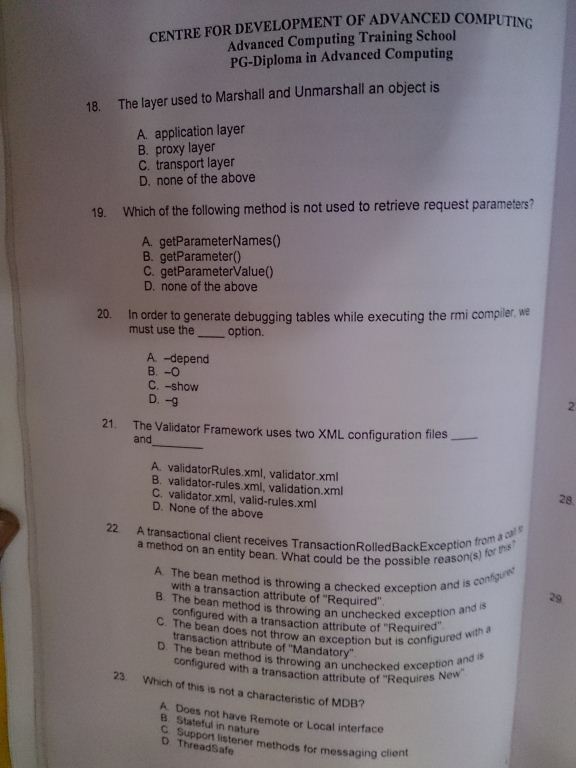 CENTRE FOR DEVELOPMENT OF ADVANCED COMPUTING
Advanced Computing Training School
PG-Diploma in Advanced Computing
18. The layer used to Marshall and Unmarshall an object is
A. application layer
B. proxy layer
C. transport layer
D. none of the above
19. Which of the following method is not used to retrieve request parameters?
A. getParameterNames()
B. getParameter()
C. getParameterValue()
D. none of the above
20. In order to generate debugging tables while executing the rmi compiler, we
must use the ____ option.
A. –depend
B. –O
C. –show
D. –g
21. The Validator Framework uses two XML configuration files ____
and________
A. validatorRules.xml, validator.xml
B. validator-rules.xml, validation.xml
C. validator.xml, valid-rules.xml
D. None of the above
22 A transactional client receives TransactionRolledBackException from a call to
a method on an entity bean. What could be the possible reason(s) for this?
A. The bean method is throwing a checked exception and is configured
with a transaction attribute of "Required".
B. The bean method is throwing an unchecked exception and is
configured with a transaction attribute of "Required".
C. The bean does not throw an exception but is configured with a
transaction attribute of "Mandatory"
D. The bean method is throwing an unchecked exception and is
configured with a transaction attribute of "Requires New"
23. Which of this is not a characteristic of MDB?
A. Does not have Remote or Local interface
B. Stateful in nature
C. Support listener methods for messaging client
D. ThreadSafe
2
28.
29